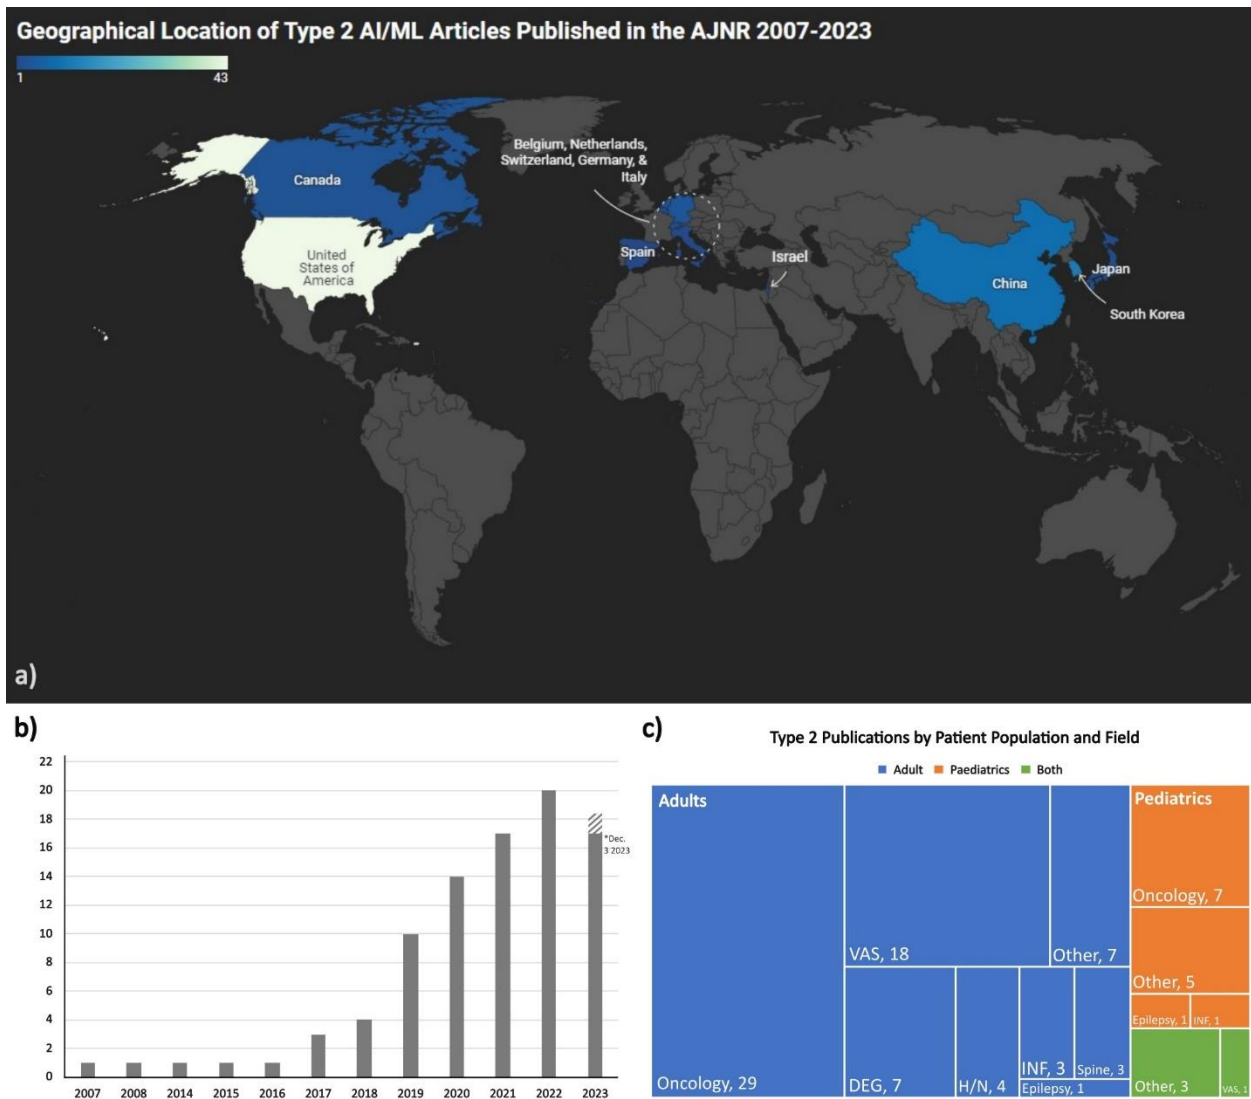 Geographical Location of Type 2 AI/ML Articles Published in the AJNR 2007-2023
1 43
Belgium, Netherlands,
Switzerland, Germany, &
Italy
Canada
United
States of
America
Spain
Israel
China
Japan
South Korea
a)
b)
22
20
18
16
14
12
10
8
6
4
2
0
*Dec.
3 2023
2007 2008 2014 2015 2016 2017 2018 2019 2020 2021 2022 2023
c)
Type 2 Publications by Patient Population and Field
Adult Paediatrics Both
Adults
Oncology, 29
VAS, 18
Other, 7
DEG, 7
H/N, 4
INF, 3
Spine, 3
Epilepsy, 1
Pediatrics
Oncology, 7
Other, 5
Epilepsy, 1
INF, 1
Other, 3
VAS, 1